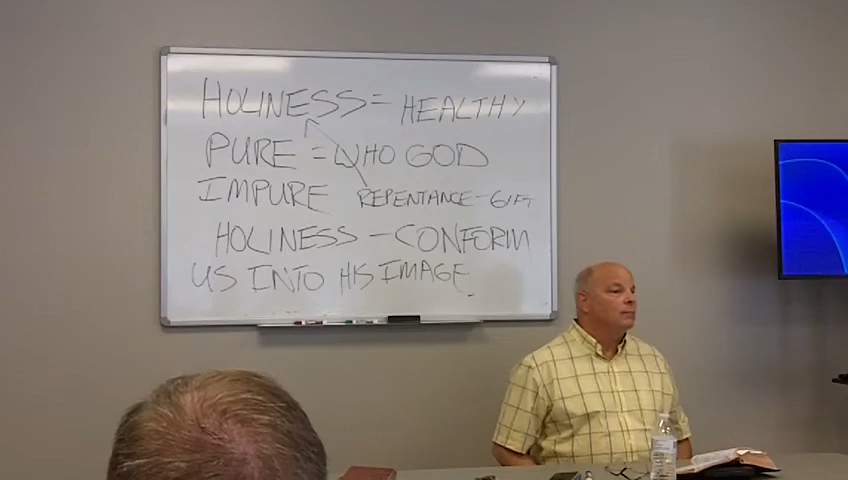 HOLINESS = HEALTHY
PURE = WHO GOD
IMPURE REPENTANCE - GIFT
HOLINESS - CONFORM
US INTO HIS IMAGE